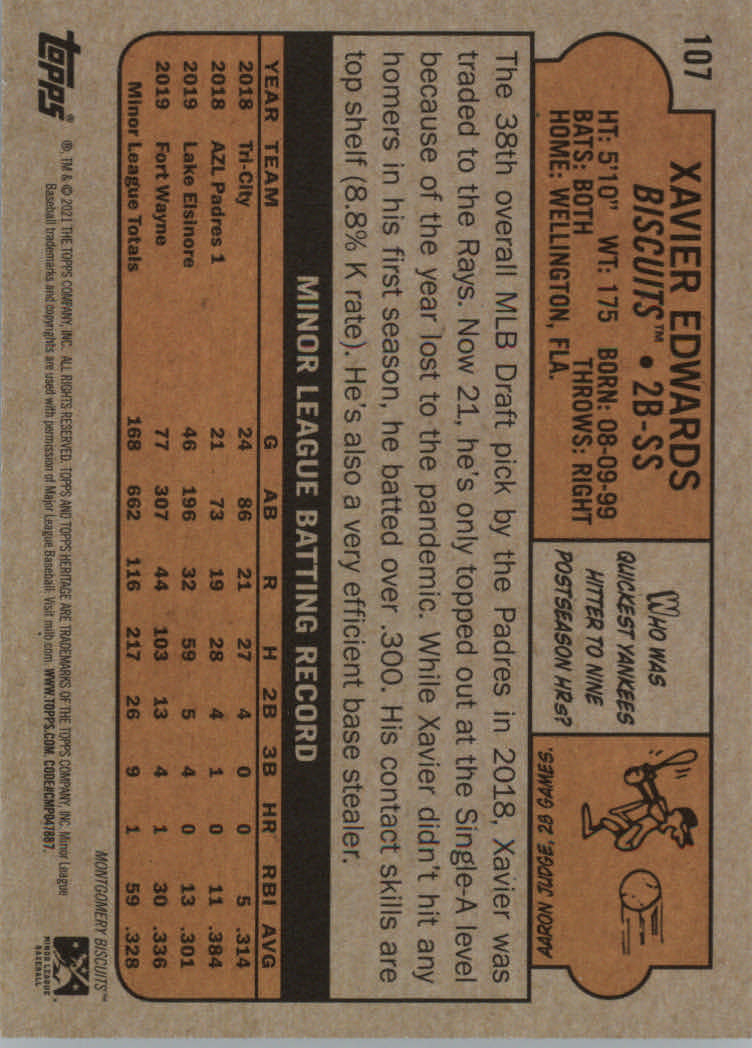 107
XAVIER EDWARDS
BISCUITS™ • 2B-SS
HT: 5'10" WT: 175 BORN: 08-09-99
BATS: BOTH THROWS: RIGHT
HOME: WELLINGTON, FLA.
WHO WAS
QUICKEST YANKEES
HITTER TO NINE
POSTSEASON HRS?
AARON JUDGE, 28 GAMES.
The 38th overall MLB Draft pick by the Padres in 2018, Xavier was
traded to the Rays. Now 21, he's only topped out at the Single-A level
because of the year lost to the pandemic. While Xavier didn't hit any
homers in his first season, he batted over .300. His contact skills are
top shelf (8.8% K rate). He's also a very efficient base stealer.
MINOR LEAGUE BATTING RECORD
YEAR TEAM G AB R H 2B 3B HR RBI AVG
2018 Tri-City 24 86 21 27 4 0 0 5 .314
2018 AZL Padres 1 21 73 19 28 4 1 0 11 .384
2019 Lake Elsinore 46 196 32 59 5 4 0 13 .301
2019 Fort Wayne 77 307 44 103 13 4 1 30 .336
Minor League Totals 168 662 116 217 26 9 1 59 .328
MONTGOMERY BISCUITS™
topps®
®, TM & © 2021 THE TOPPS COMPANY, INC. ALL RIGHTS RESERVED. TOPPS AND TOPPS HERITAGE ARE TRADEMARKS OF THE TOPPS COMPANY, INC. Minor League
Baseball trademarks and copyrights are used with permission of Major League Baseball. Visit milb.com. WWW.TOPPS.COM. CODE#CMP047887.
MINOR LEAGUE
BASEBALL